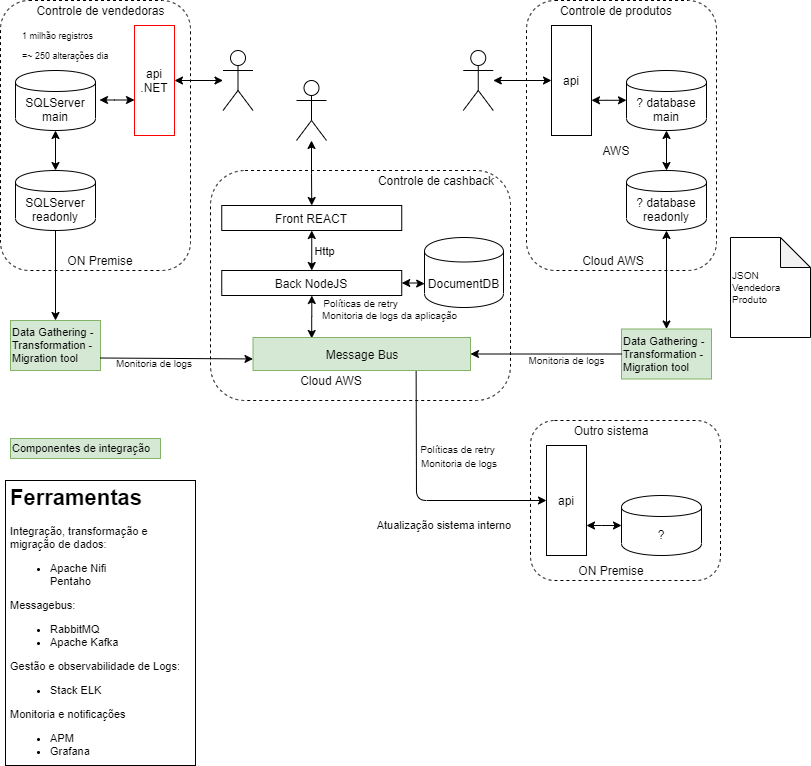 Controle de vendedoras
1 milhão registros
=~ 250 alterações dia
api
.NET
SQLServer
main
SQLServer
readonly
ON Premise
Controle de produtos
api
? database
main
AWS
? database
readonly
Cloud AWS
Controle de cashback
Front REACT
Http
Back NodeJS
DocumentDB
Políticas de retry
Monitoria de logs da aplicação
Message Bus
Cloud AWS
JSON
Vendedora
Produto
Data Gathering -
Transformation -
Migration tool
Monitoria de logs
Data Gathering -
Transformation -
Migration tool
Monitoria de logs
Outro sistema
Políticas de retry
Monitoria de logs
api
?
Atualização sistema interno
ON Premise
Componentes de integração
Ferramentas
Integração, transformação e
migração de dados:
• Apache Nifi
Pentaho
Messagebus:
• RabbitMQ
• Apache Kafka
Gestão e observabilidade de Logs:
• Stack ELK
Monitoria e notificações
• APM
• Grafana